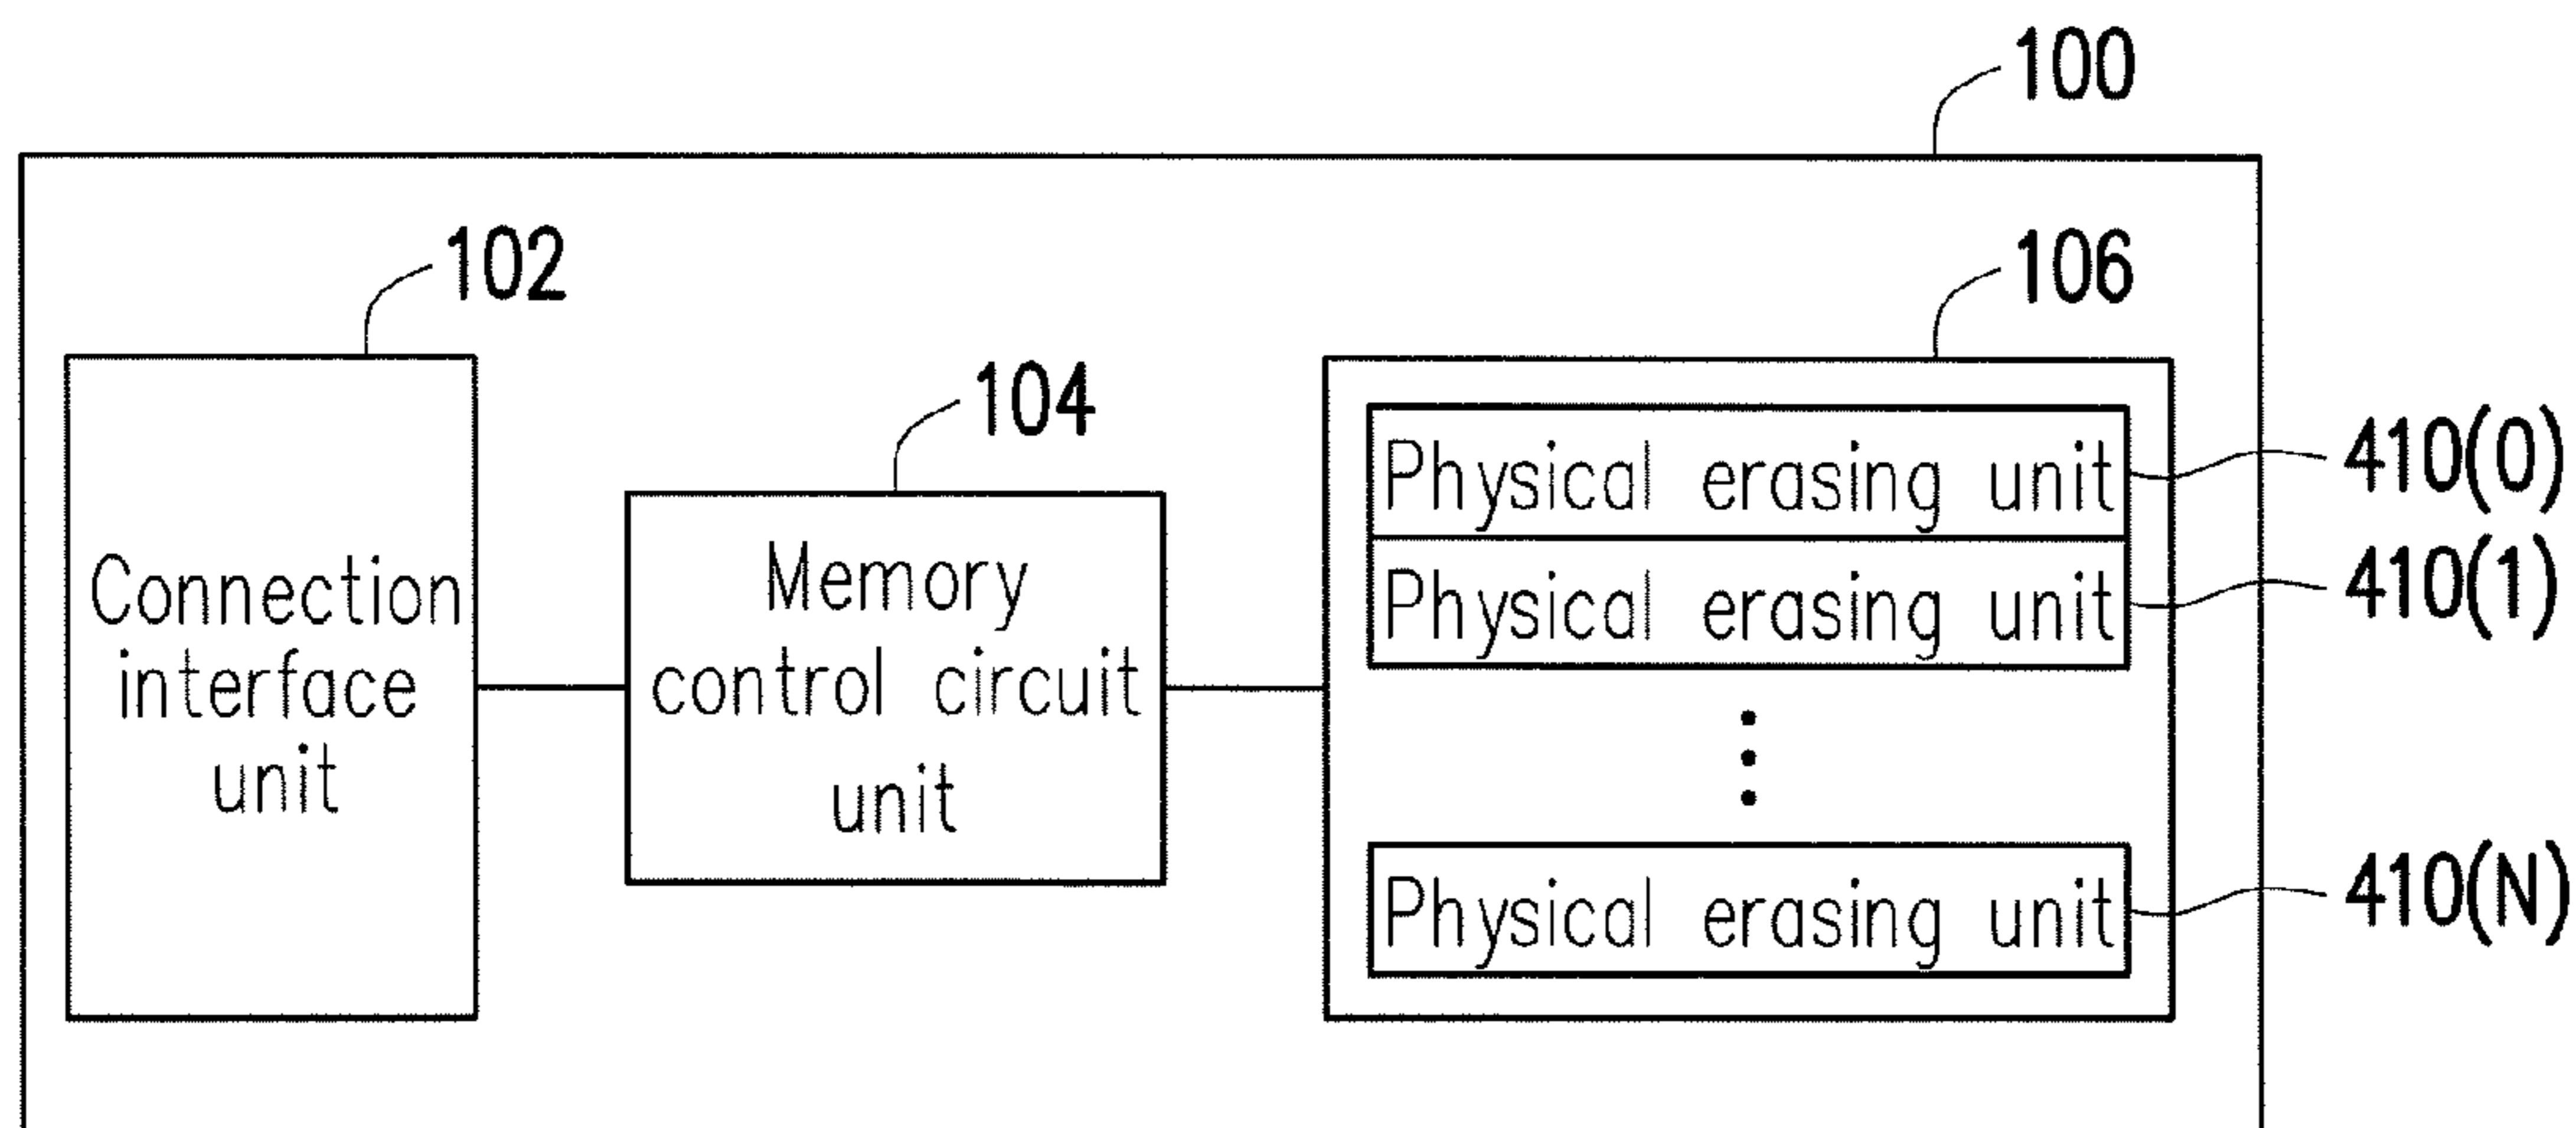 100
102
106
104
Connection
interface
unit
Memory
control circuit
unit
Physical erasing unit
410(0)
Physical erasing unit
410(1)
Physical erasing unit
410(N)